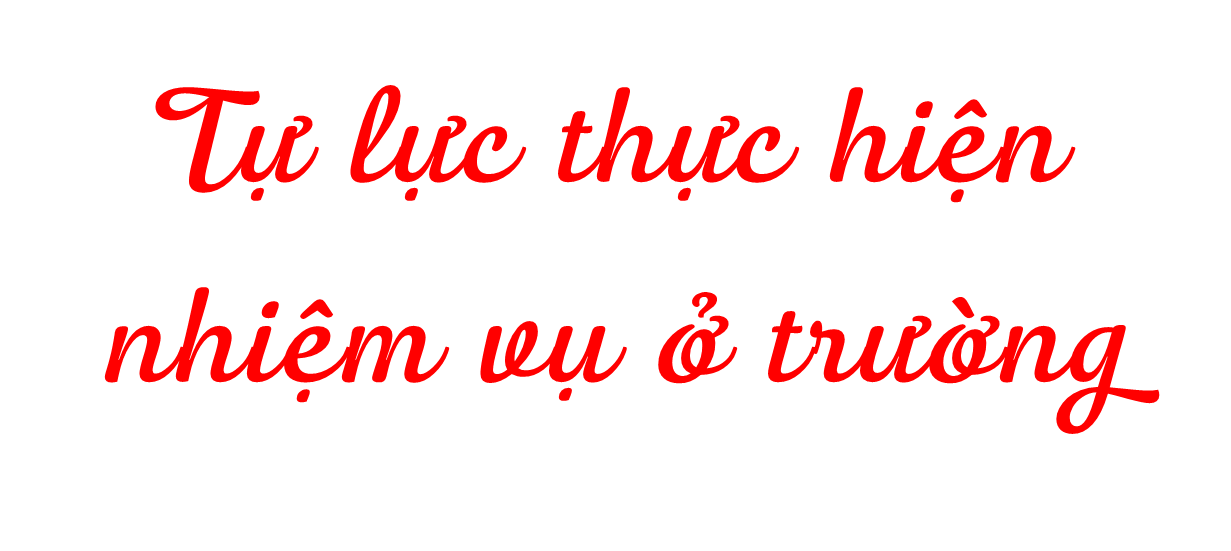 Tự lực thực hiện
nhiệm vụ ở trường